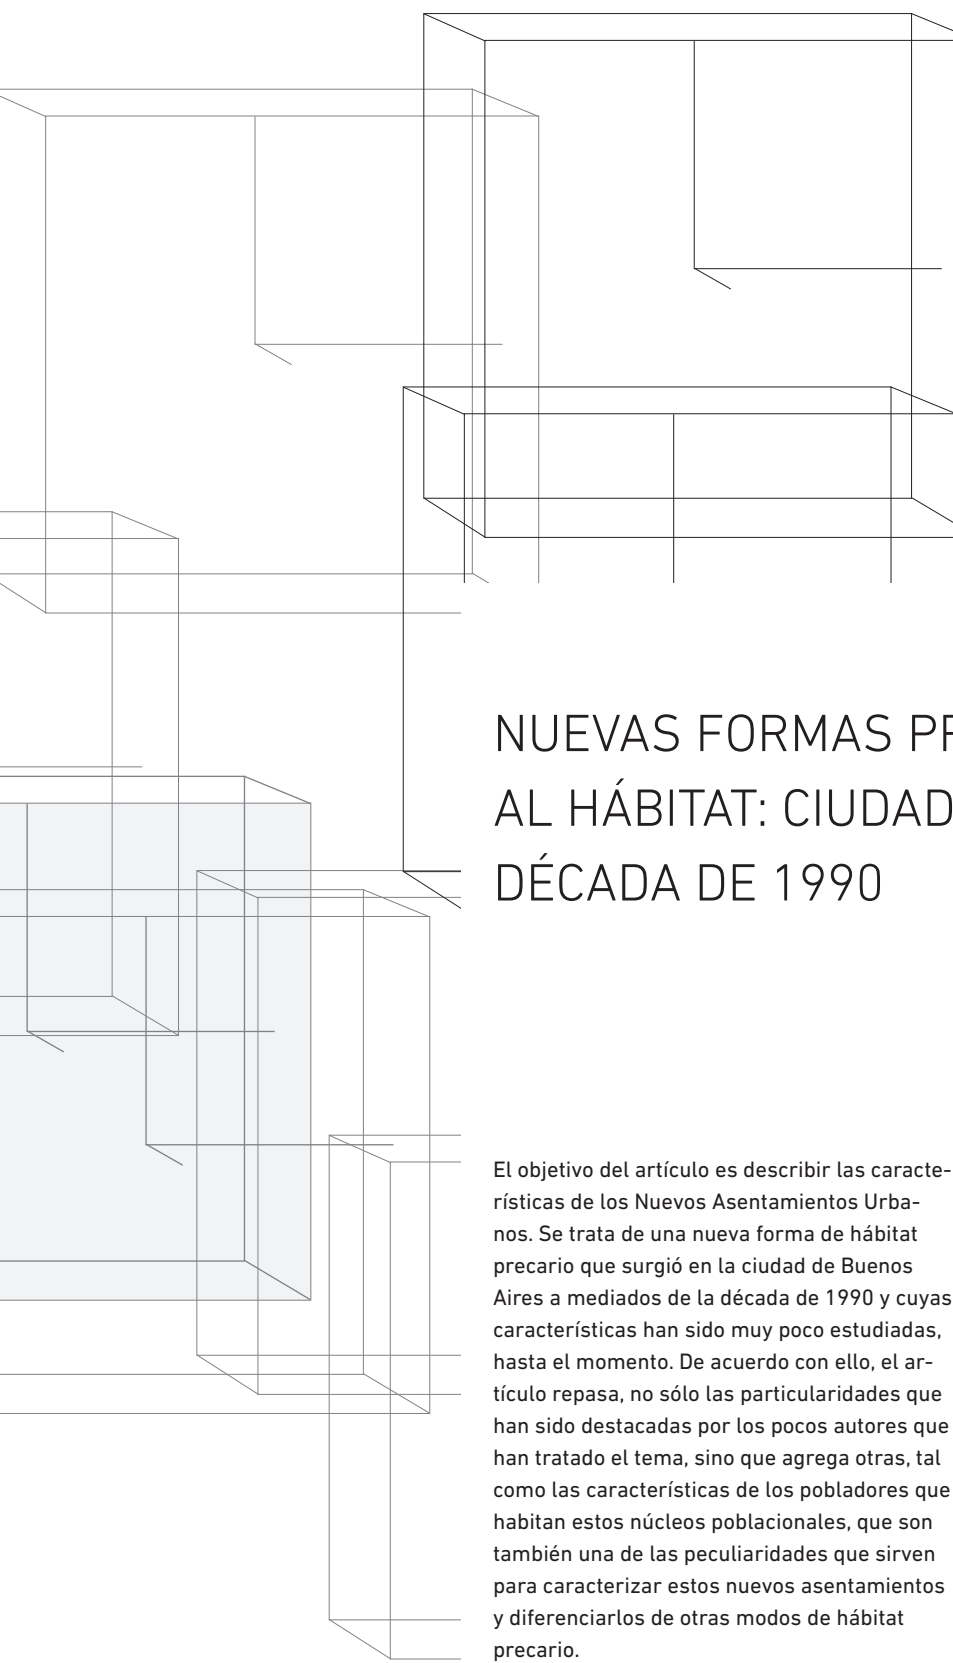 NUEVAS FORMAS
AL HÁBITAT: CIUDAD
DÉCADA DE 1990
El objetivo del artículo es describir las caracte-
rísticas de los Nuevos Asentamientos Urba-
nos. Se trata de una nueva forma de hábitat
precario que surgió en la ciudad de Buenos
Aires a mediados de la década de 1990 y cuyas
características han sido muy poco estudiadas,
hasta el momento. De acuerdo con ello, el ar-
tículo repasa, no sólo las particularidades que
han sido destacadas por los pocos autores que
han tratado el tema, sino que agrega otras, tal
como las características de los pobladores que
habitan estos núcleos poblacionales, que son
también una de las peculiaridades que sirven
para caracterizar estos nuevos asentamientos
y diferenciarlos de otras modos de hábitat
precario.